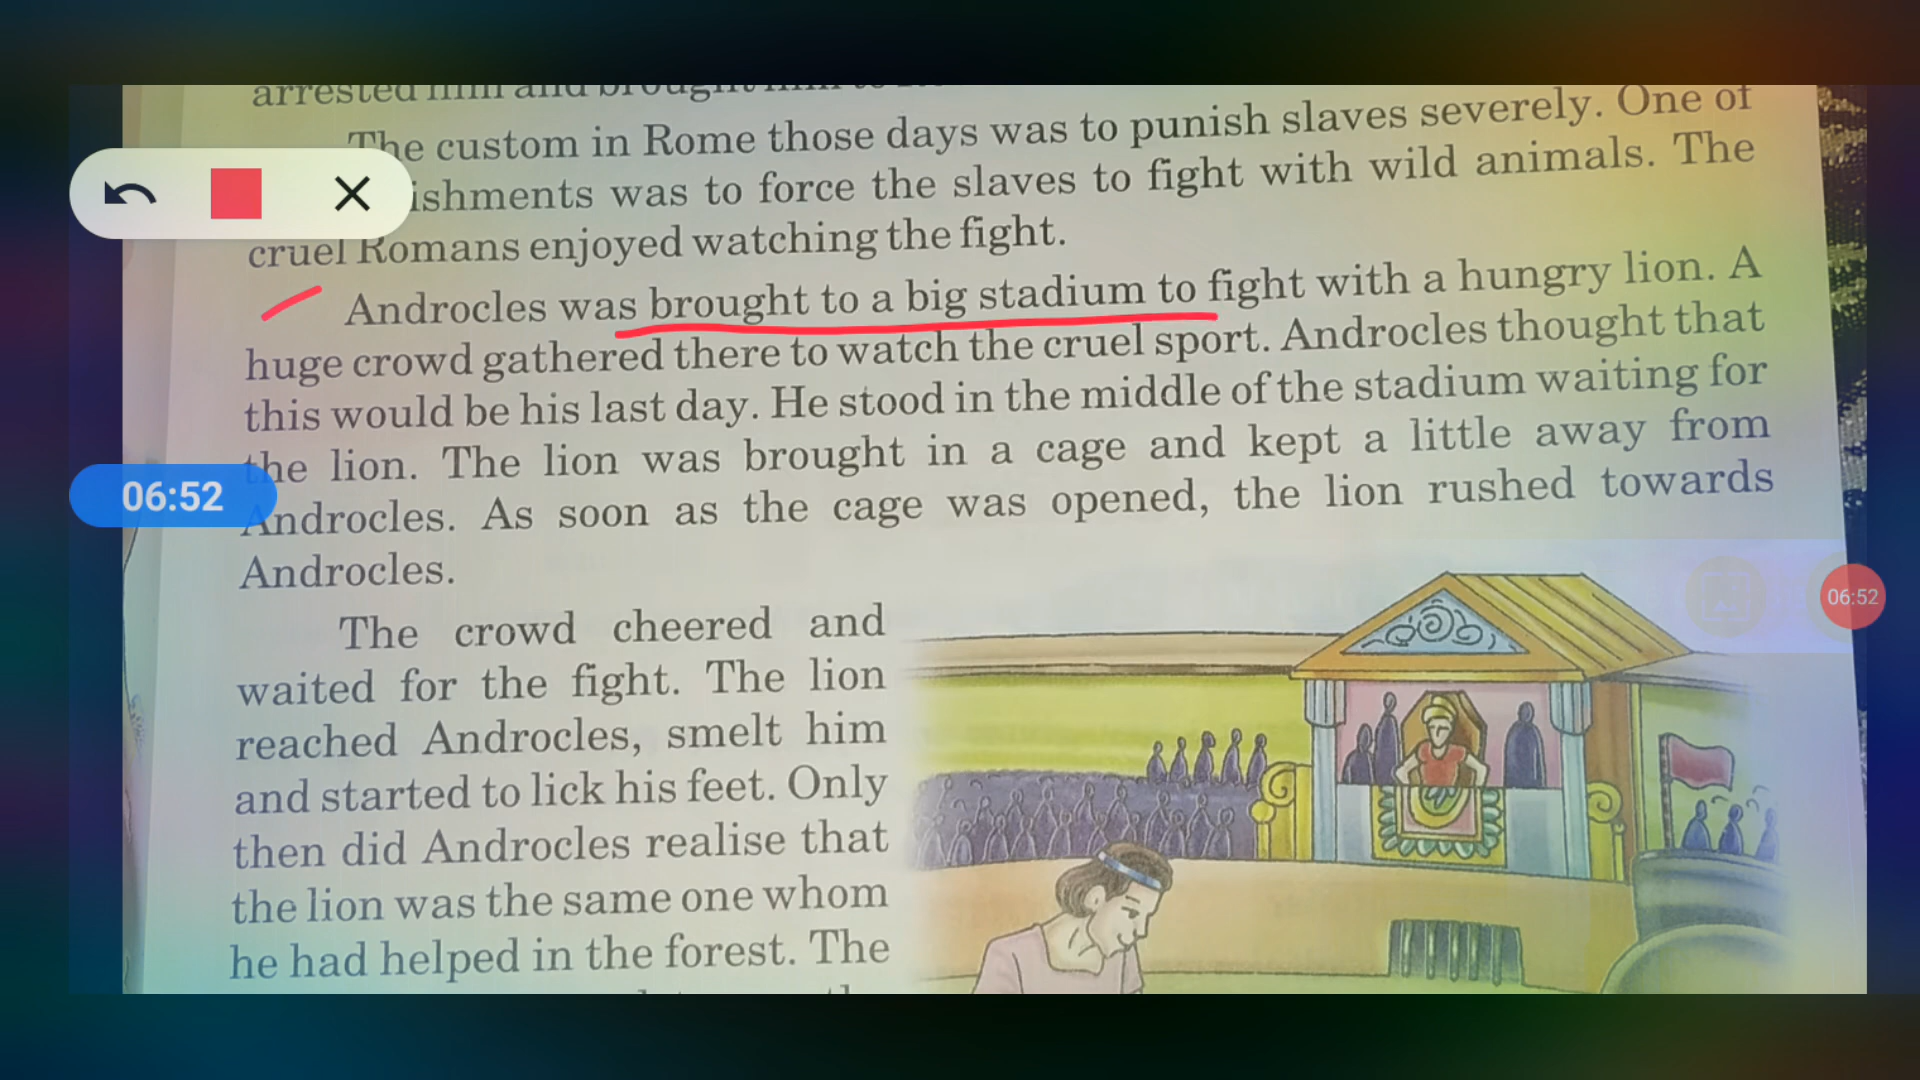 arrested him and brought him to
The custom in Rome those days was to punish slaves severely. One of
ishments was to force the slaves to fight with wild animals. The
cruel Romans enjoyed watching the fight.
Androcles was brought to a big stadium to fight with a hungry lion. A
huge crowd gathered there to watch the cruel sport. Androcles thought that
this would be his last day. He stood in the middle of the stadium waiting for
the lion. The lion was brought in a cage and kept a little away from
06:52
Androcles. As soon as the cage was opened, the lion rushed towards
Androcles.
06:52
The crowd cheered and
waited for the fight. The lion
reached Androcles, smelt him
and started to lick his feet. Only
then did Androcles realise that
the lion was the same one whom
he had helped in the forest. The